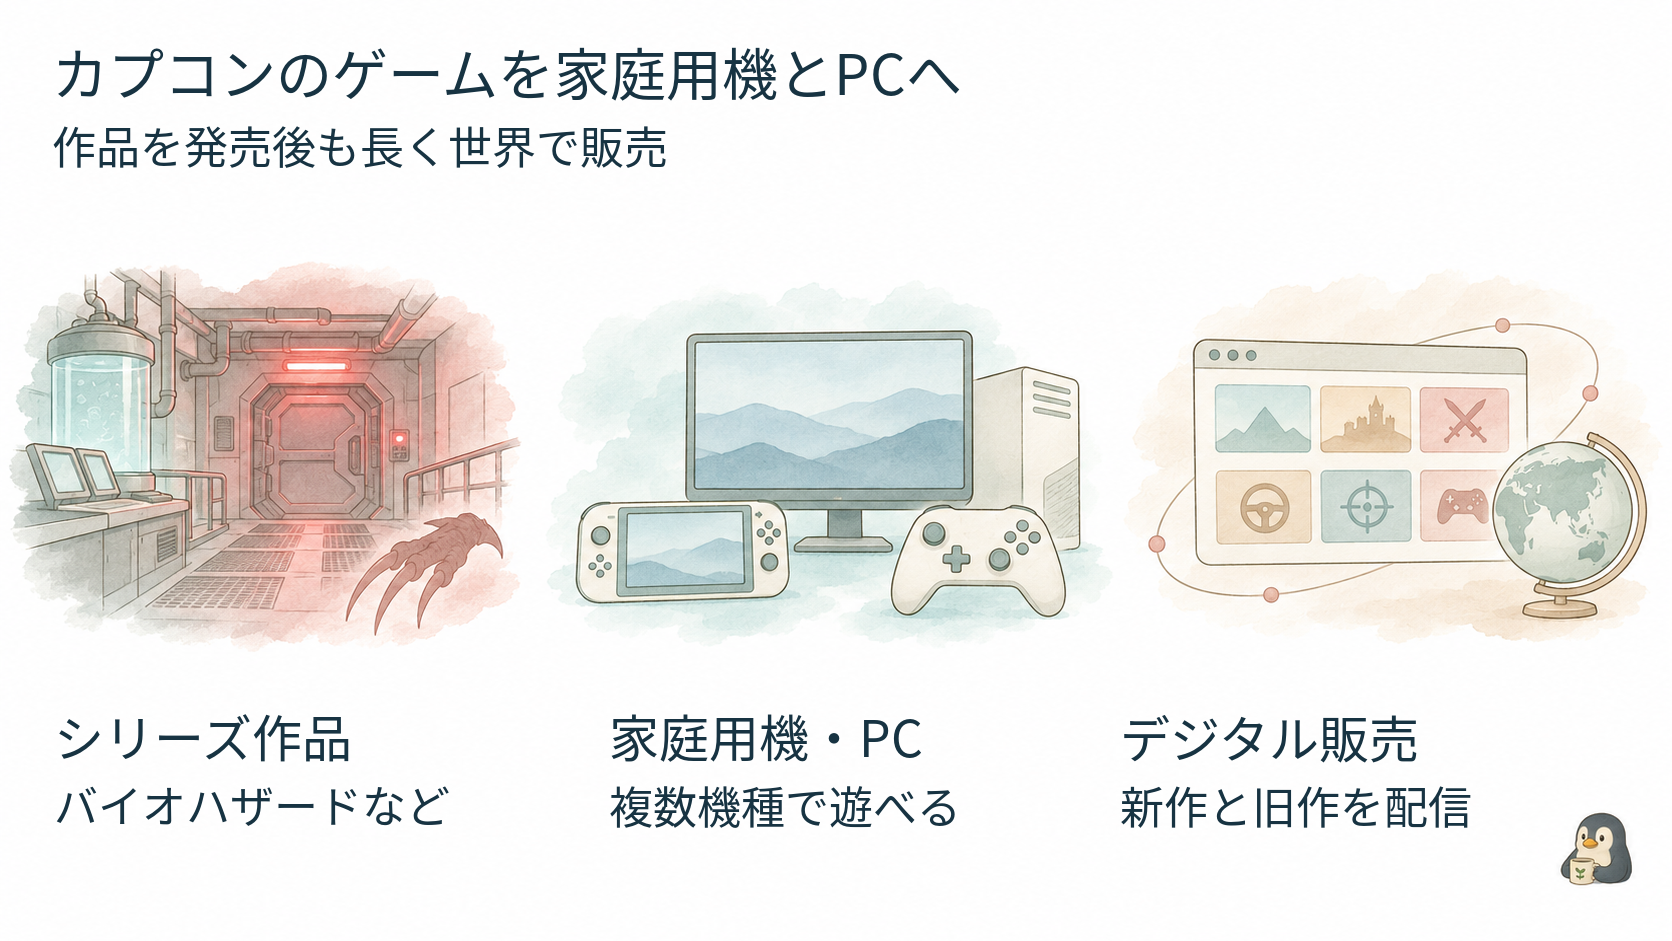 カプコンのゲームを家庭用機とPCへ
作品を発売後も長く世界で販売
シリーズ作品
バイオハザードなど
家庭用機・PC
複数機種で遊べる
デジタル販売
新作と旧作を配信